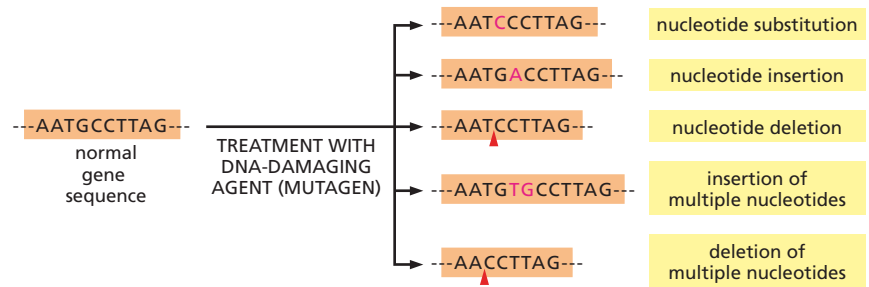 ---AATGCCTTAG---
normal
gene
sequence
TREATMENT WITH
DNA-DAMAGING
AGENT (MUTAGEN)
---AATCCCTTAG---
nucleotide substitution
---AATGACCTTAG---
nucleotide insertion
---AATCCTTAG---
nucleotide deletion
---AATGTGCCTTAG---
insertion of
multiple nucleotides
---AACCTTAG---
deletion of
multiple nucleotides